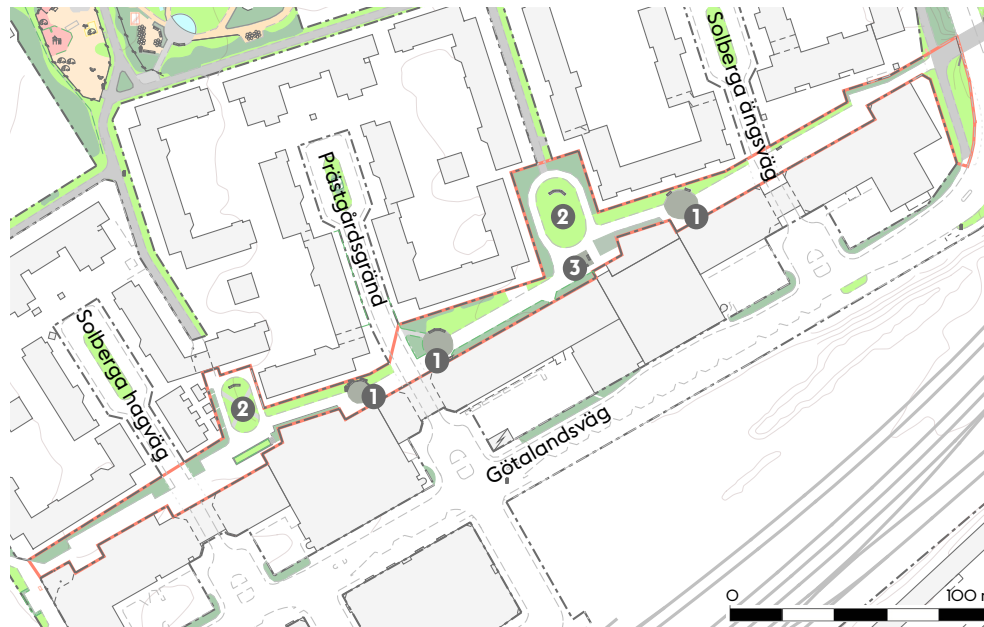 Solberga ängsväg
Prästgårdsgränd
2
1
3
1
Solberga hagväg
1
2
Götalandsväg
0
100 m